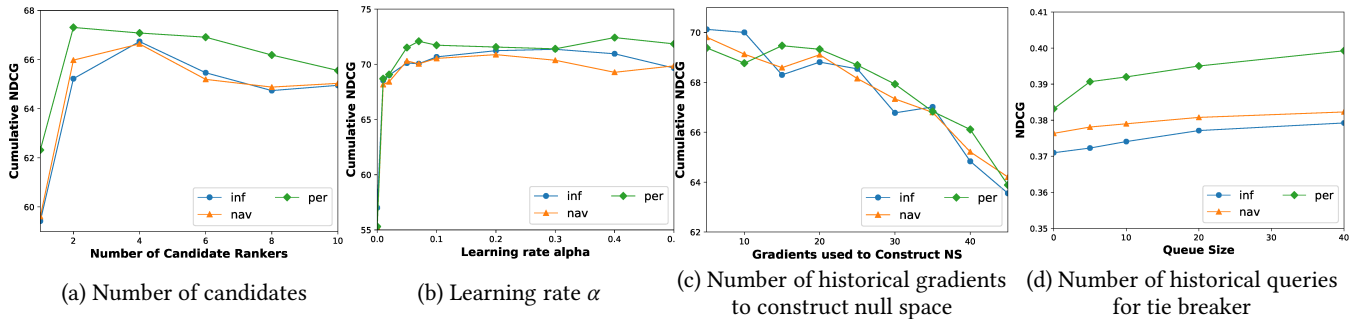 68
66
64
62
60
2
4
6
8
10
Cumulative NDCG
Number of Candidate Rankers
inf
nav
per
(a) Number of candidates
75.0
70.0
65.0
60.0
55
0.0
0.1
0.2
0.3
0.4
0.
Cumulative NDCG
Learning rate alpha
inf
nav
per
(b) Learning rate α
70
68
66
64
62
10
20
30
40
Cumulative NDCG
Gradients used to Construct NS
inf
nav
per
(c) Number of historical gradients
to construct null space
0.41
0.40
0.39
0.38
0.37
0.36
0.35
0
10
20
30
40
NDCG
Queue Size
inf
nav
per
(d) Number of historical queries
for tie breaker